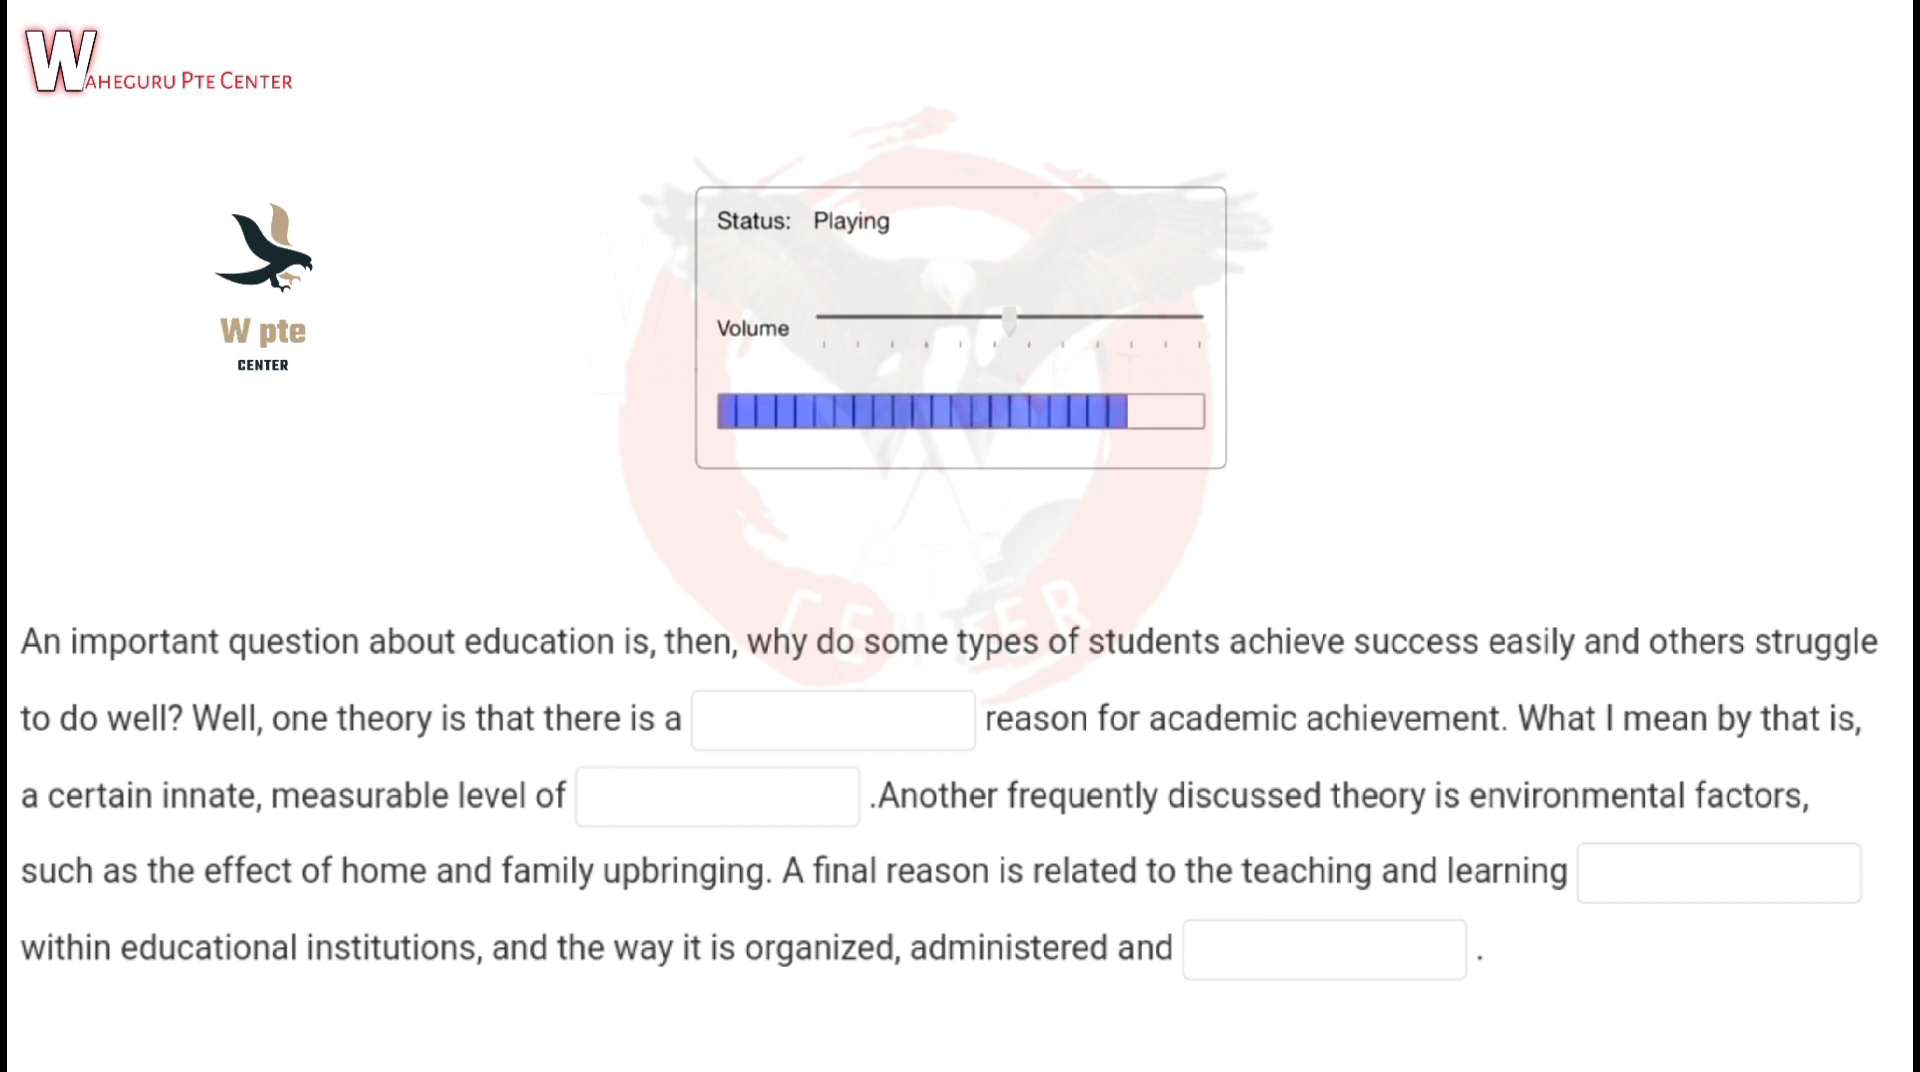 WAHEGURU PTE CENTER
W pte
CENTER
Status: Playing
Volume
W
PTE
CENTER
An important question about education is, then, why do some types of students achieve success easily and others struggle
to do well? Well, one theory is that there is a reason for academic achievement. What I mean by that is,
a certain innate, measurable level of .Another frequently discussed theory is environmental factors,
such as the effect of home and family upbringing. A final reason is related to the teaching and learning
within educational institutions, and the way it is organized, administered and .